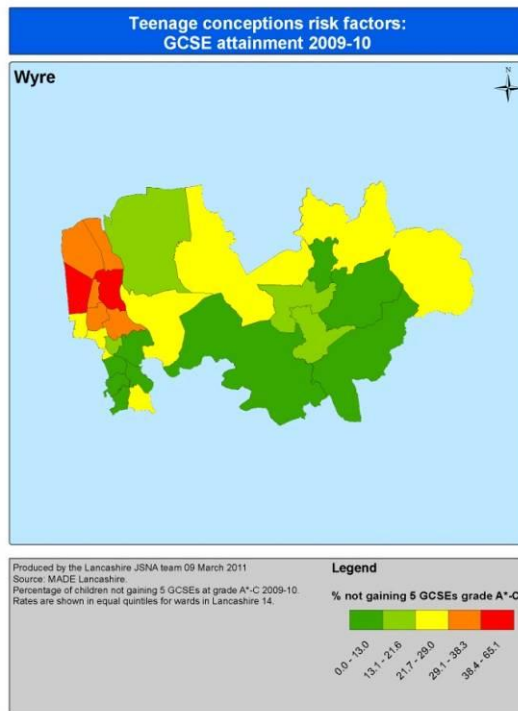 Teenage conceptions risk factors:
GCSE attainment 2009-10
Wyre
N
Produced by the Lancashire JSNA team 09 March 2011
Source: MADE Lancashire.
Percentage of children not gaining 5 GCSEs at grade A*-C 2009-10.
Rates are shown in equal quintiles for wards in Lancashire 14.
Legend
% not gaining 5 GCSEs grade A*-C
0.0 - 13.0
13.1 - 21.6
21.7 - 29.0
29.1 - 38.3
38.4 - 65.1